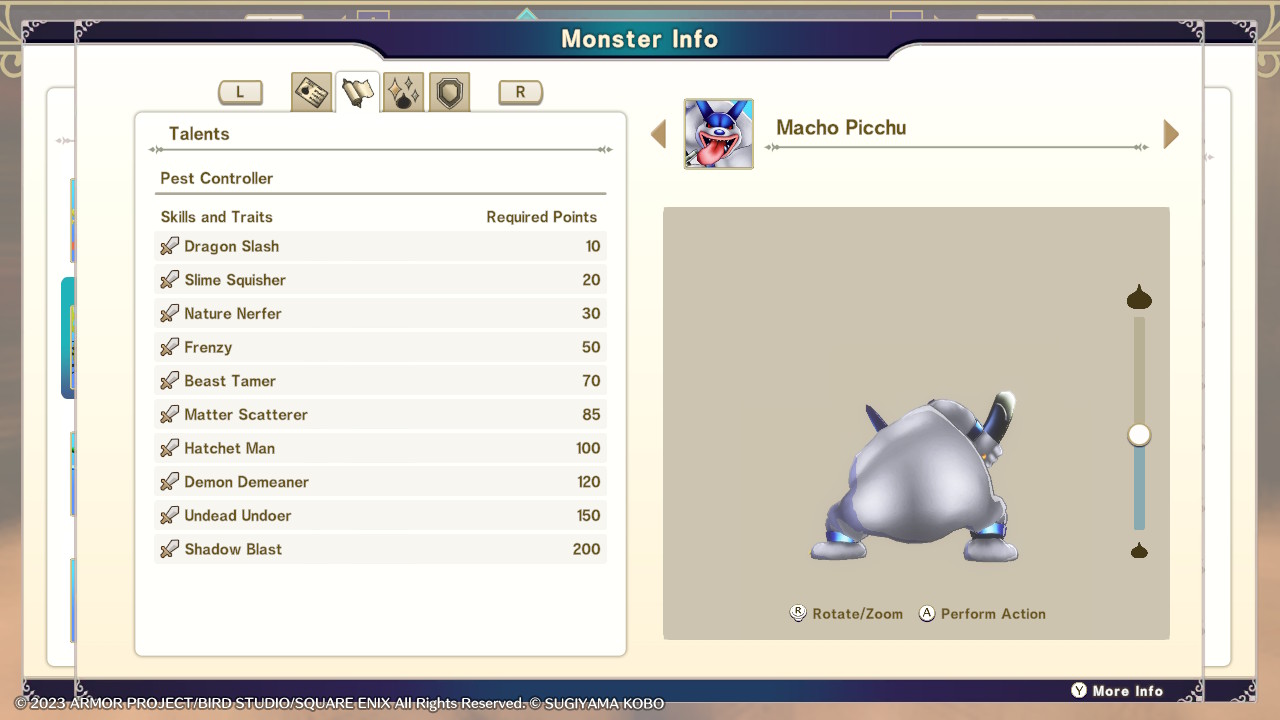 Monster Info
L
R
Talents
Pest Controller
Skills and Traits Required Points
Dragon Slash 10
Slime Squisher 20
Nature Nerfer 30
Frenzy 50
Beast Tamer 70
Matter Scatterer 85
Hatchet Man 100
Demon Demeaner 120
Undead Undoer 150
Shadow Blast 200
Macho Picchu
R Rotate/Zoom A Perform Action
Y More Info
© 2023 ARMOR PROJECT/BIRD STUDIO/SQUARE ENIX All Rights Reserved. © SUGIYAMA KOBO